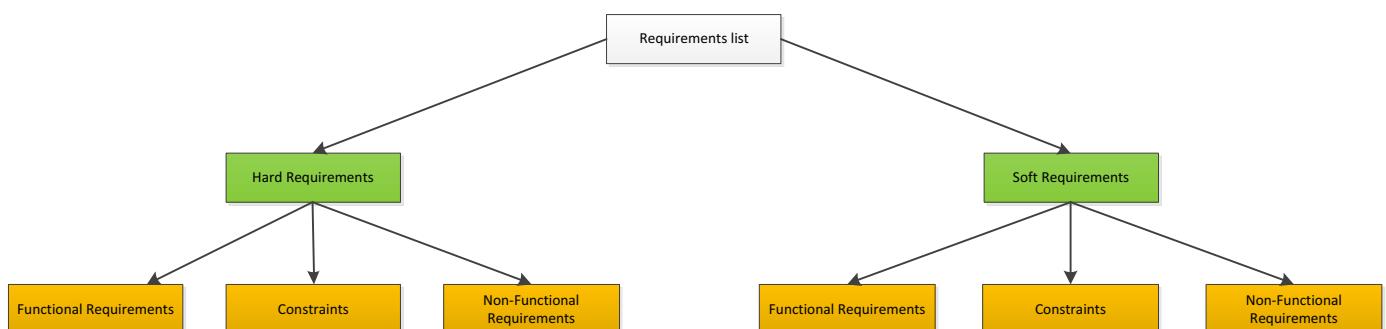 Requirements list
Hard Requirements
Soft Requirements
Functional Requirements
Constraints
Non-Functional
Requirements
Functional Requirements
Constraints
Non-Functional
Requirements